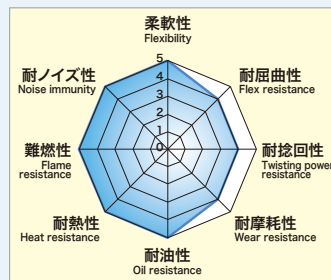 柔軟性
Flexibility
5
4
3
2
1
0
耐屈曲性
Flex resistance
耐捻回性
Twisting power
resistance
耐摩耗性
Wear resistance
耐油性
Oil resistance
耐熱性
Heat resistance
難燃性
Flame
resistance
耐ノイズ性
Noise immunity